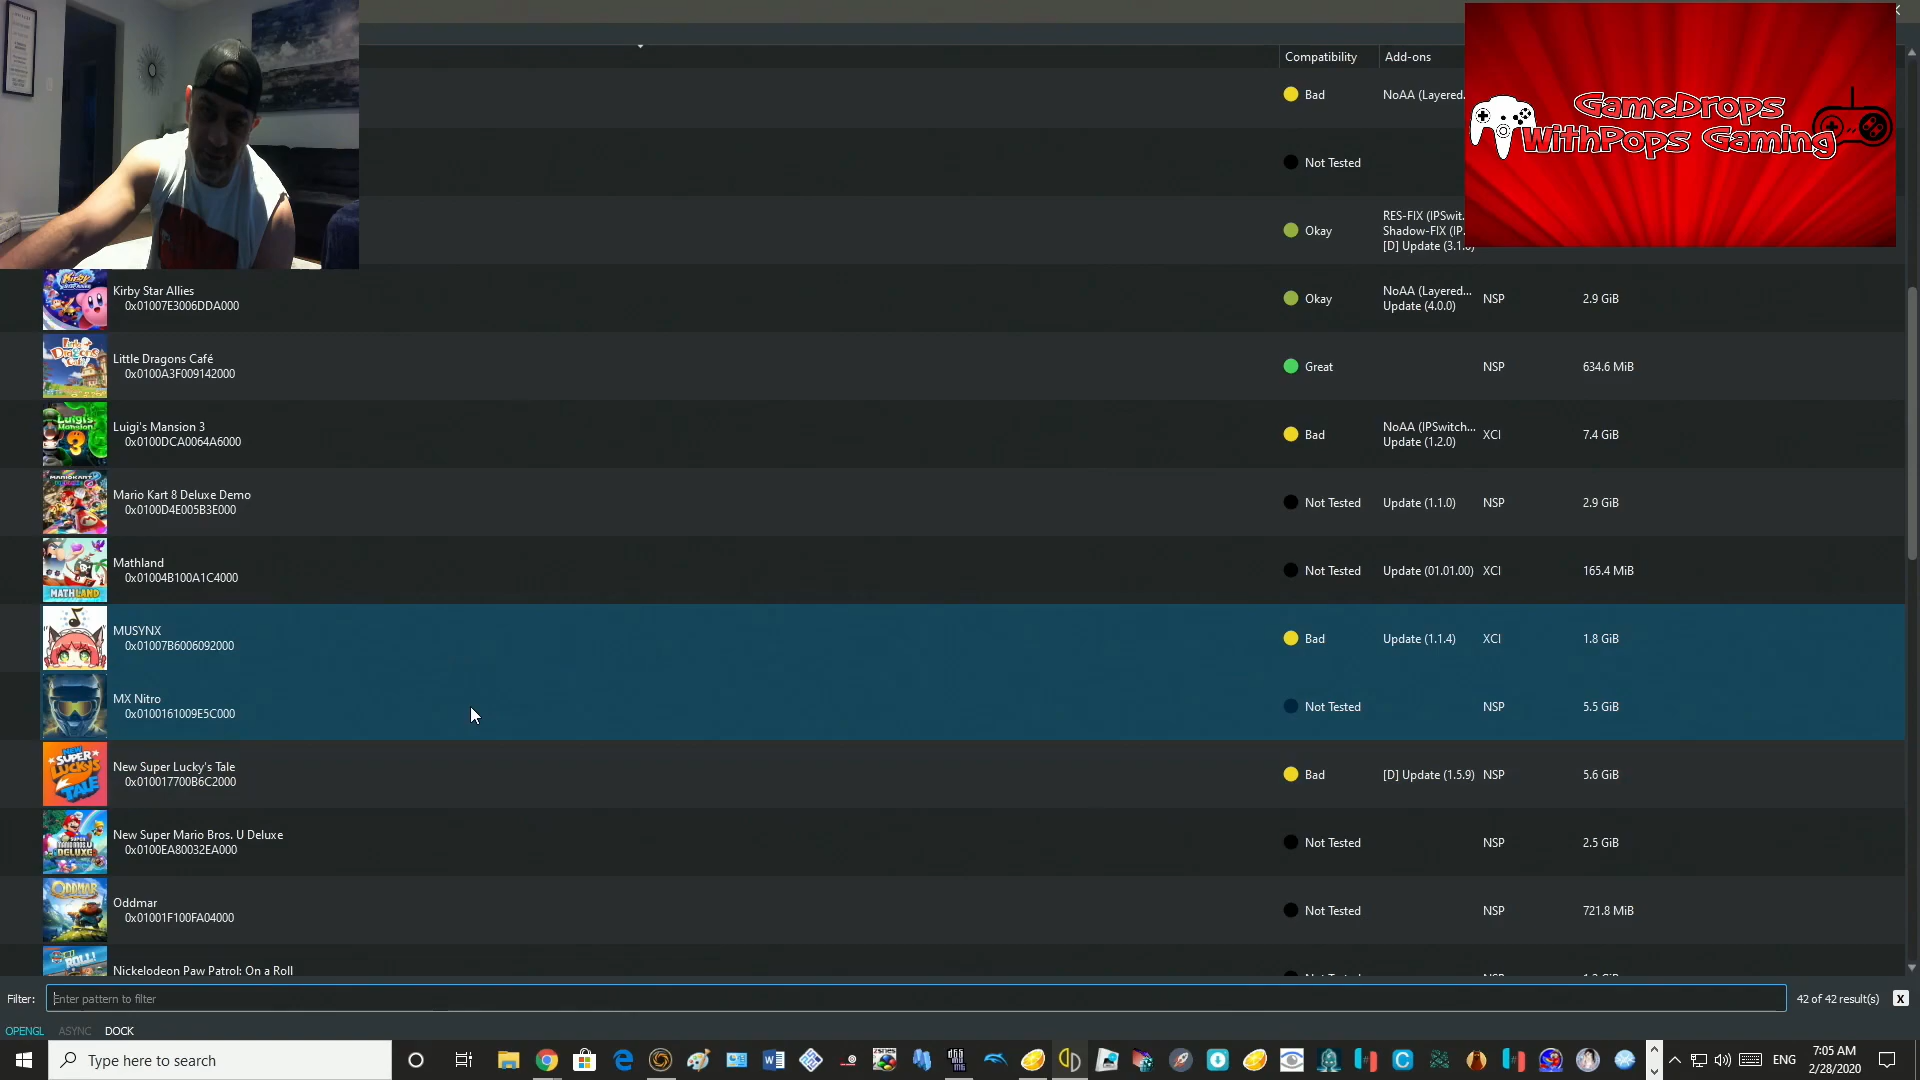 Compatibility Add-ons
Bad NoAA (Layered.
Not Tested
RES-FIX (IPSwit.
Okay Shadow-FIX (IP.
[D] Update (3.1.0)
GameDrops
WithPops Gaming
Kirby Star Allies
0x01007E3006DDA000
Okay NoAA (Layered...
Update (4.0.0) NSP 2.9 GiB
Little Dragons Café
0x0100A3F009142000
Great NSP 634.6 MiB
Luigi's Mansion 3
0x0100DCA0064A6000
Bad NoAA (IPSwitch...
Update (1.2.0) XCI 7.4 GiB
Mario Kart 8 Deluxe Demo
0x0100D4E005B3E000
Not Tested Update (1.1.0) NSP 2.9 GiB
Mathland
0x01004B100A1C4000
Not Tested Update (01.01.00) XCI 165.4 MiB
MATHLAND
MUSYNX
0x01007B6006092000
Bad Update (1.1.4) XCI 1.8 GiB
MX Nitro
0x0100161009E5C000
Not Tested NSP 5.5 GiB
New Super Lucky's Tale
0x010017700B6C2000
Bad [D] Update (1.5.9) NSP 5.6 GiB
New Super Mario Bros. U Deluxe
0x0100EA80032EA000
Not Tested NSP 2.5 GiB
Oddmar
0x01001F100FA04000
Not Tested NSP 721.8 MiB
Nickelodeon Paw Patrol: On a Roll
Filter: Enter pattern to filter 42 of 42 result(s) X
OPENGL ASYNC DOCK
Type here to search
ENG 7:05 AM
2/28/2020